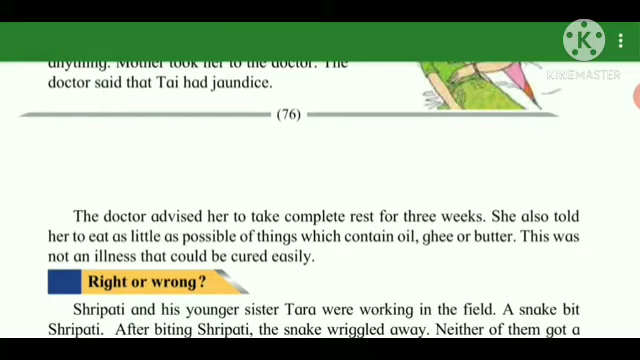 anything. Mother took her to the doctor. The
KINEMASTER
doctor said that Tai had jaundice.
(76)
The doctor advised her to take complete rest for three weeks. She also told
her to eat as little as possible of things which contain oil, ghee or butter. This was
not an illness that could be cured easily.
Right or wrong?
Shripati and his younger sister Tara were working in the field. A snake bit
Shripati. After biting Shripati, the snake wriggled away. Neither of them got a